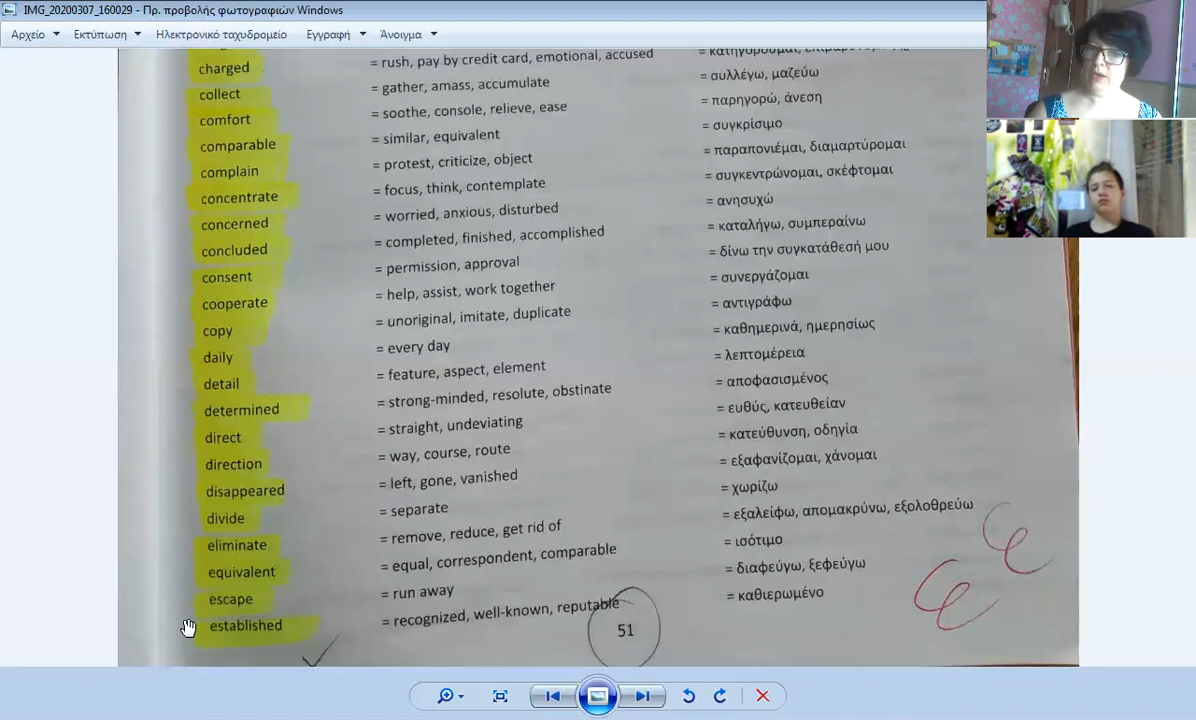 IMG_20200307_160029 - Πρ. προβολής φωτογραφιών Windows
Αρχείο Εκτύπωση Ηλεκτρονικό ταχυδρομείο Εγγραφή Άνοιγμα
charged = rush, pay by credit card, emotional, accused = κατηγορούμαι,
collect = gather, amass, accumulate = συλλέγω, μαζεύω
comfort = soothe, console, relieve, ease = παρηγορώ, άνεση
comparable = similar, equivalent = συγκρίσιμο
complain = protest, criticize, object = παραπονιέμαι, διαμαρτύρομαι
concentrate = focus, think, contemplate = συγκεντρώνομαι, σκέφτομαι
concerned = worried, anxious, disturbed = ανησυχώ
concluded = completed, finished, accomplished = καταλήγω, συμπεραίνω
consent = permission, approval = δίνω την συγκατάθεσή μου
cooperate = help, assist, work together = συνεργάζομαι
copy = unoriginal, imitate, duplicate = αντιγράφω
daily = every day = καθημερινά, ημερησίως
detail = feature, aspect, element = λεπτομέρεια
determined = strong-minded, resolute, obstinate = αποφασισμένος
direct = straight, undeviating = ευθύς, κατευθείαν
direction = way, course, route = κατεύθυνση, οδηγία
disappeared = left, gone, vanished = εξαφανίζομαι, χάνομαι
divide = separate = χωρίζω
eliminate = remove, reduce, get rid of = εξαλείφω, απομακρύνω, εξολοθρεύω
equivalent = equal, correspondent, comparable = ισότιμο
escape = run away = διαφεύγω, ξεφεύγω
established = recognized, well-known, reputable = καθιερωμένο
51